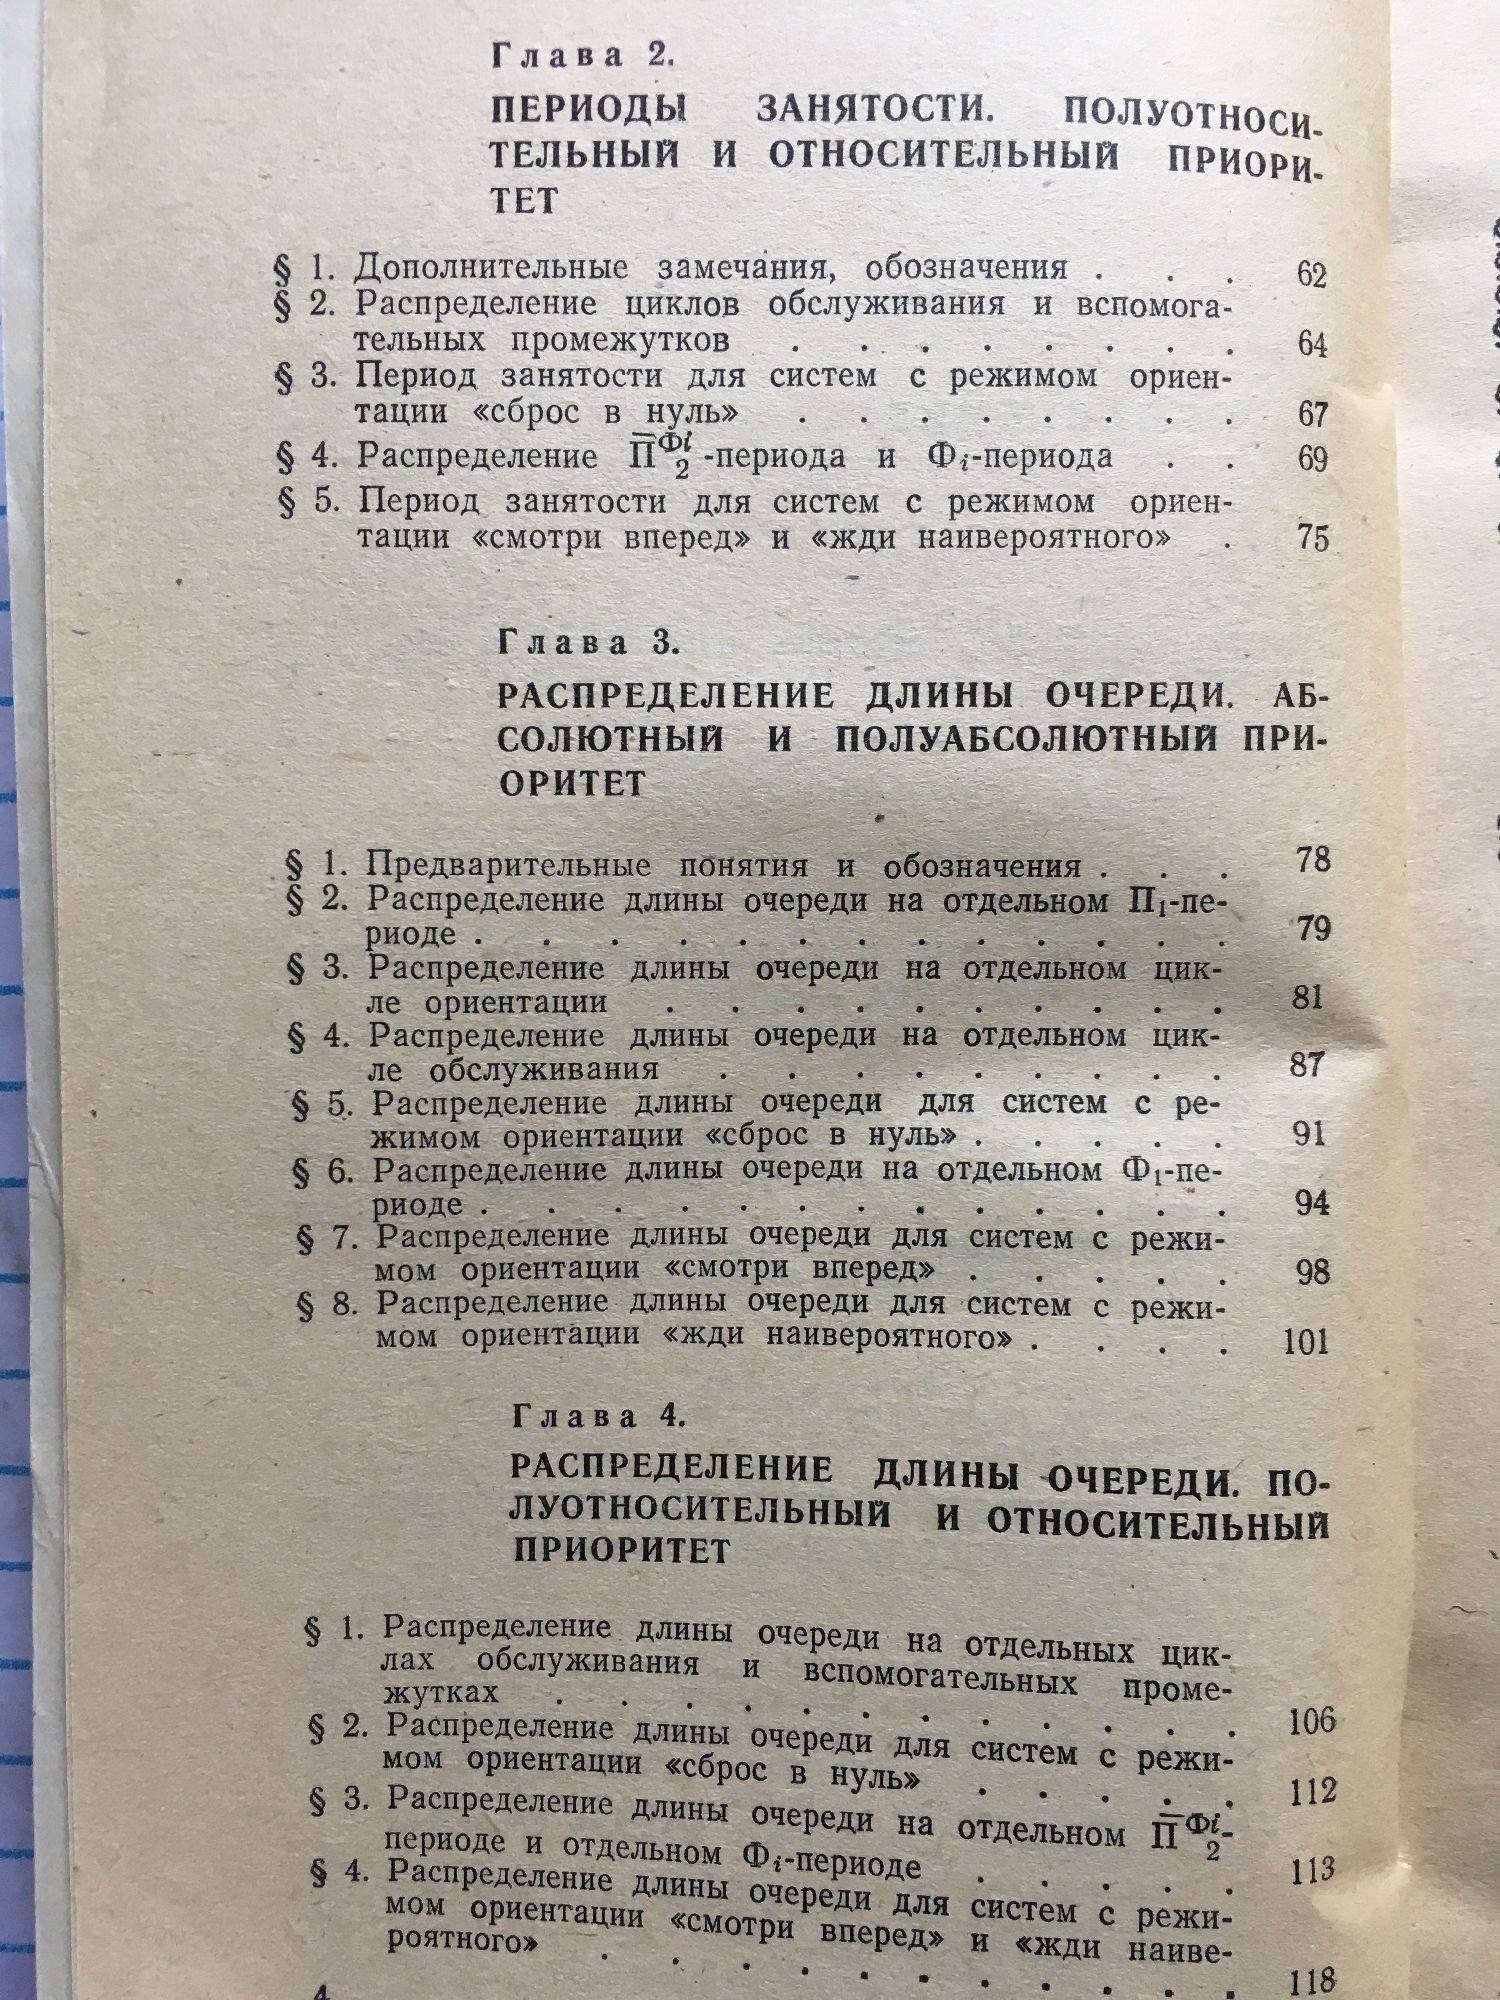 Глава 2.
ПЕРИОДЫ ЗАНЯТОСТИ. ПОЛУОТНОСИ-
ТЕЛЬНЫЙ И ОТНОСИТЕЛЬНЫЙ ПРИОРИ-
ТЕТ
§ 1. Дополнительные замечания, обозначения . . . 62
§ 2. Распределение циклов обслуживания и вспомога-
тельных промежутков . . . . . . . . 64
§ 3. Период занятости для систем с режимом ориен-
тации «сброс в нуль» . . . . . . . . 67
§ 4. Распределение П̅₂^Фi-периода и Фi-периода . . 69
§ 5. Период занятости для систем с режимом ориен-
тации «смотри вперед» и «жди наивероятного» . 75
Глава 3.
РАСПРЕДЕЛЕНИЕ ДЛИНЫ ОЧЕРЕДИ. АБ-
СОЛЮТНЫЙ И ПОЛУАБСОЛЮТНЫЙ ПРИ-
ОРИТЕТ
§ 1. Предварительные понятия и обозначения . . . 78
§ 2. Распределение длины очереди на отдельном П₁-пе-
риоде . . . . . . . . . . . . . 79
§ 3. Распределение длины очереди на отдельном цик-
ле ориентации . . . . . . . . . . 81
§ 4. Распределение длины очереди на отдельном цик-
ле обслуживания . . . . . . . . . 87
§ 5. Распределение длины очереди для систем с ре-
жимом ориентации «сброс в нуль» . . . . . 91
§ 6. Распределение длины очереди на отдельном Ф₁-пе-
риоде . . . . . . . . . . . . . 94
§ 7. Распределение длины очереди для систем с режи-
мом ориентации «смотри вперед» . . . . . 98
§ 8. Распределение длины очереди для систем с режи-
мом ориентации «жди наивероятного» . . . . 101
Глава 4.
РАСПРЕДЕЛЕНИЕ ДЛИНЫ ОЧЕРЕДИ. ПО-
ЛУОТНОСИТЕЛЬНЫЙ И ОТНОСИТЕЛЬНЫЙ
ПРИОРИТЕТ
§ 1. Распределение длины очереди на отдельных цик-
лах обслуживания и вспомогательных проме-
жутках . . . . . . . . . . . . 106
§ 2. Распределение длины очереди для систем с режи-
мом ориентации «сброс в нуль» . . . . . 112
§ 3. Распределение длины очереди на отдельном П̅₂^Фi-
периоде и отдельном Фi-периоде . . . . . 113
§ 4. Распределение длины очереди для систем с режи-
мом ориентации «смотри вперед» и «жди наиве-
роятного» . . . . . . . . . . . 118